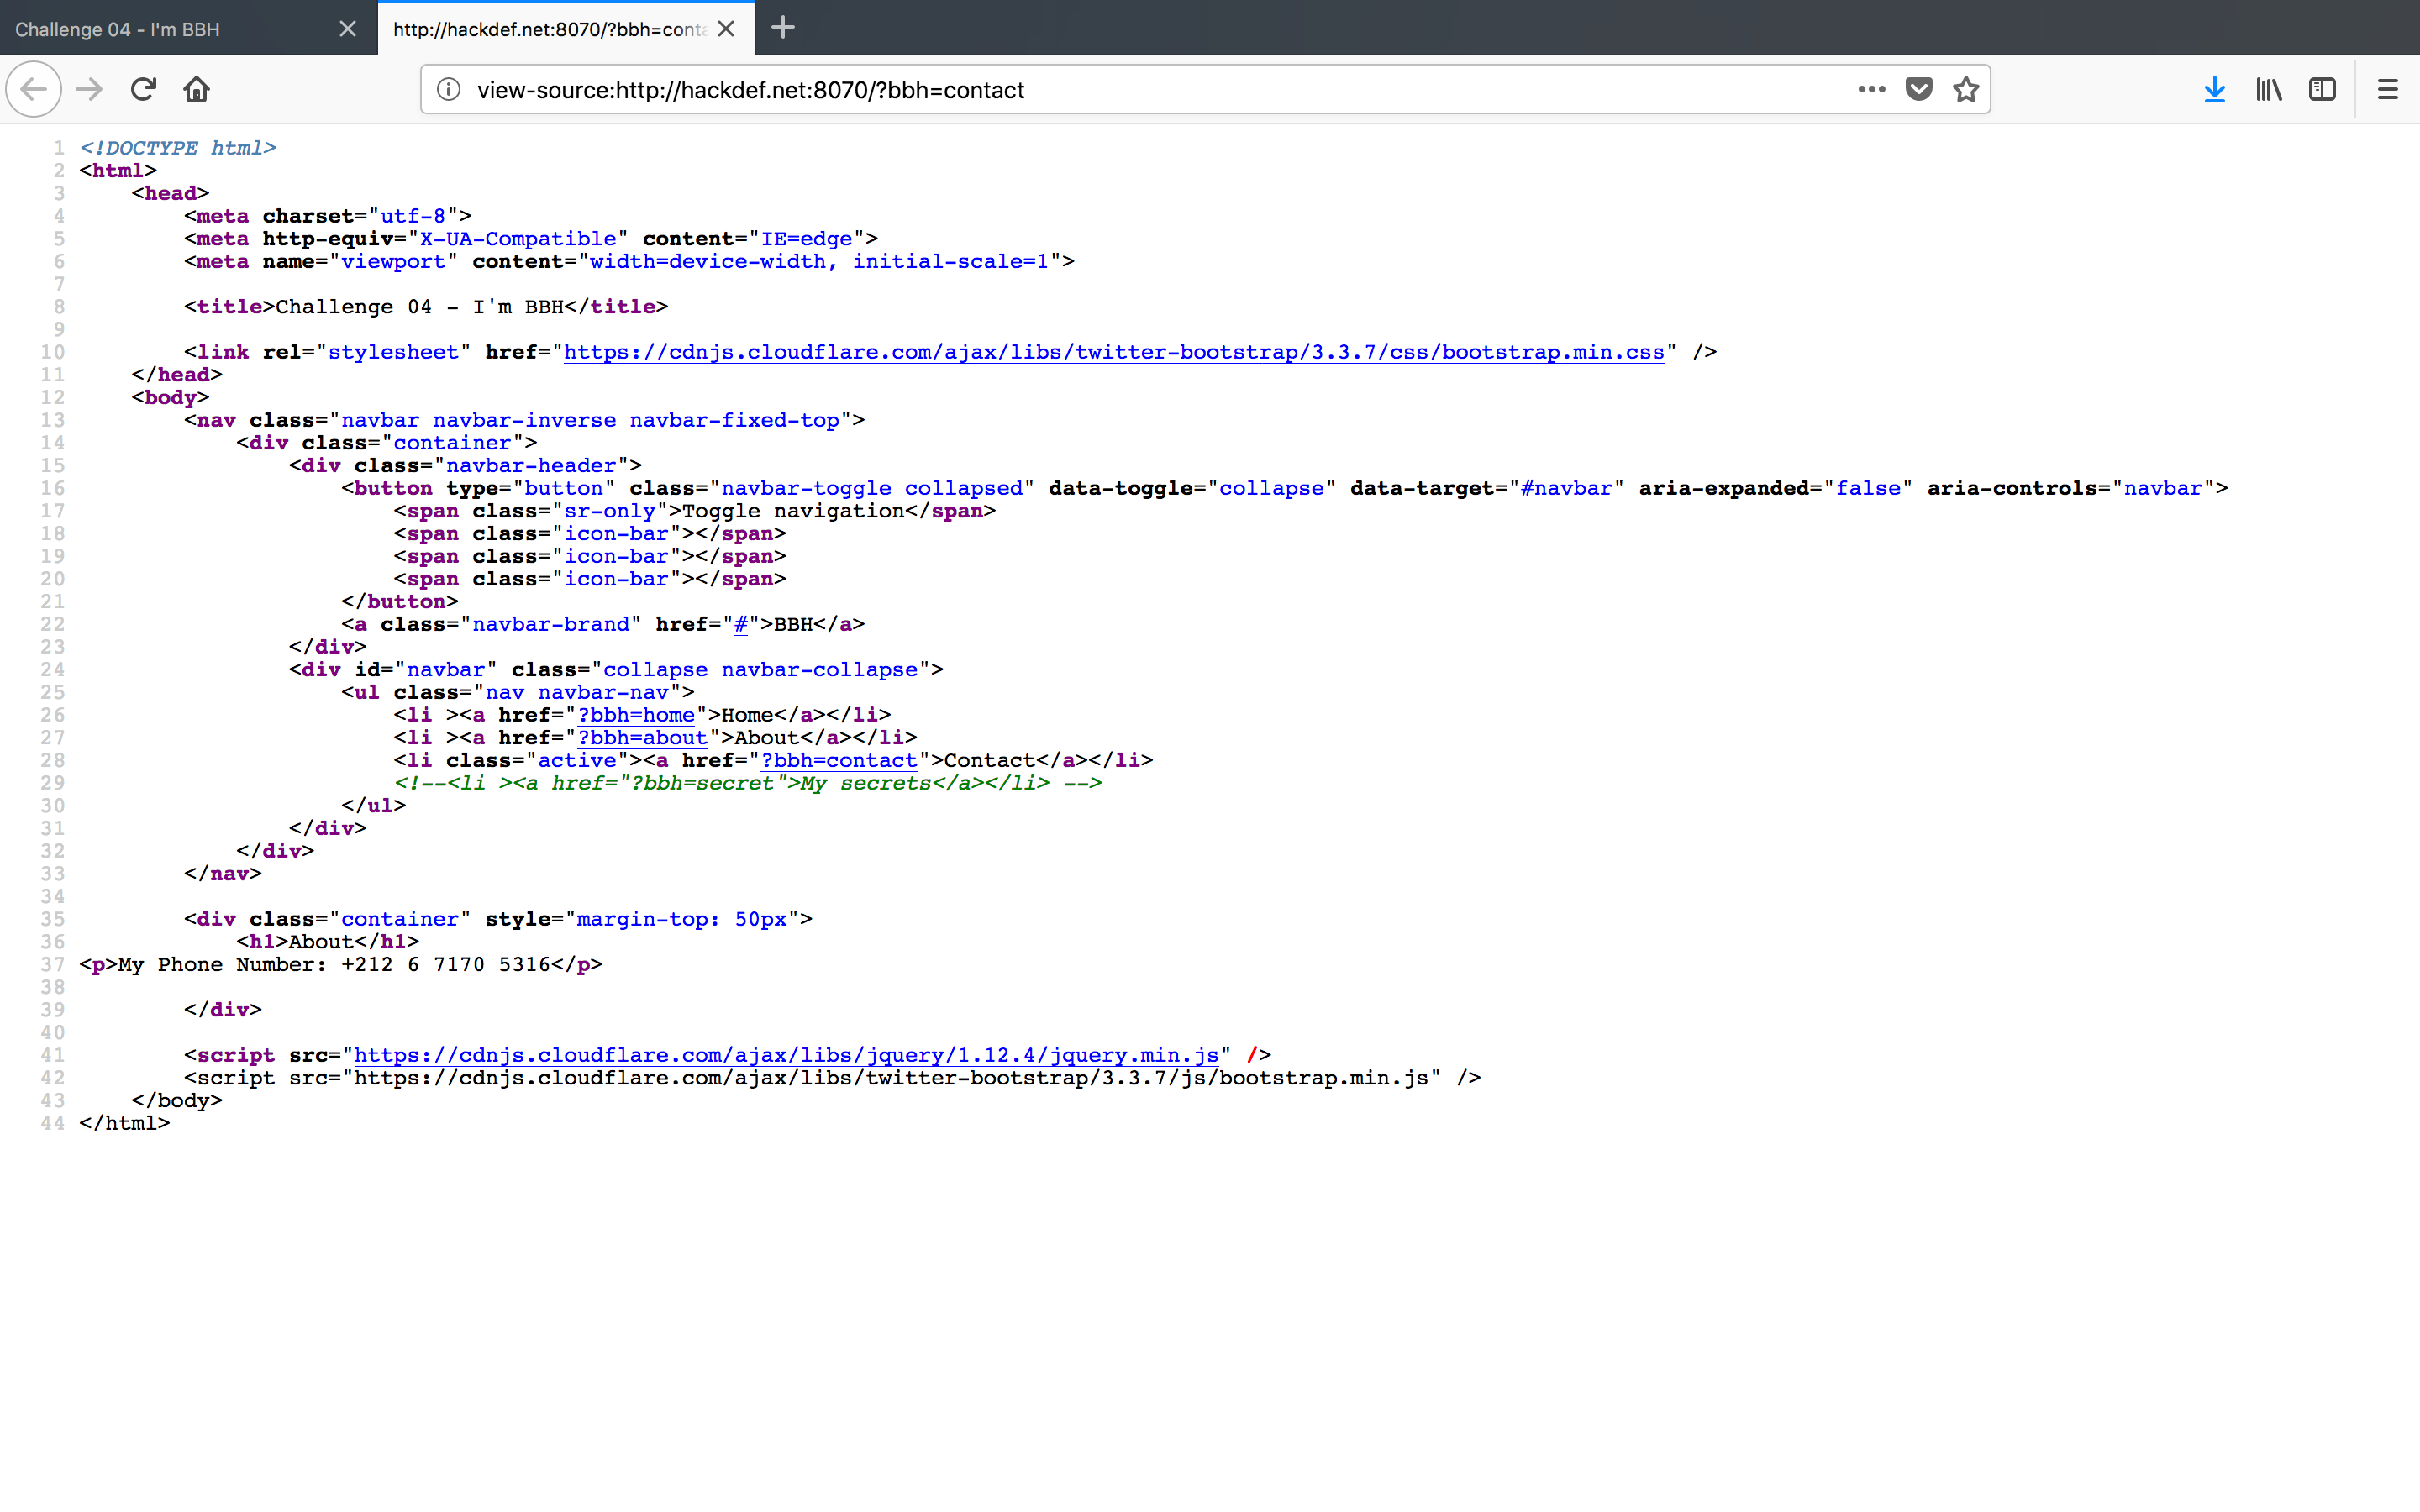 Challenge 04 - I'm BBH
http://hackdef.net:8070/?bbh=conta
view-source:http://hackdef.net:8070/?bbh=contact
1 <!DOCTYPE html>
2 <html>
3     <head>
4         <meta charset="utf-8">
5         <meta http-equiv="X-UA-Compatible" content="IE=edge">
6         <meta name="viewport" content="width=device-width, initial-scale=1">
7
8         <title>Challenge 04 - I'm BBH</title>
9
10         <link rel="stylesheet" href="https://cdnjs.cloudflare.com/ajax/libs/twitter-bootstrap/3.3.7/css/bootstrap.min.css" />
11     </head>
12     <body>
13         <nav class="navbar navbar-inverse navbar-fixed-top">
14             <div class="container">
15                 <div class="navbar-header">
16                     <button type="button" class="navbar-toggle collapsed" data-toggle="collapse" data-target="#navbar" aria-expanded="false" aria-controls="navbar">
17                         <span class="sr-only">Toggle navigation</span>
18                         <span class="icon-bar"></span>
19                         <span class="icon-bar"></span>
20                         <span class="icon-bar"></span>
21                     </button>
22                     <a class="navbar-brand" href="#">BBH</a>
23                 </div>
24                 <div id="navbar" class="collapse navbar-collapse">
25                     <ul class="nav navbar-nav">
26                         <li ><a href="?bbh=home">Home</a></li>
27                         <li ><a href="?bbh=about">About</a></li>
28                         <li class="active"><a href="?bbh=contact">Contact</a></li>
29                         <!--<li ><a href="?bbh=secret">My secrets</a></li> -->
30                     </ul>
31                 </div>
32             </div>
33         </nav>
34
35         <div class="container" style="margin-top: 50px">
36             <h1>About</h1>
37 <p>My Phone Number: +212 6 7170 5316</p>
38
39         </div>
40
41         <script src="https://cdnjs.cloudflare.com/ajax/libs/jquery/1.12.4/jquery.min.js" />
42         <script src="https://cdnjs.cloudflare.com/ajax/libs/twitter-bootstrap/3.3.7/js/bootstrap.min.js" />
43     </body>
44 </html>